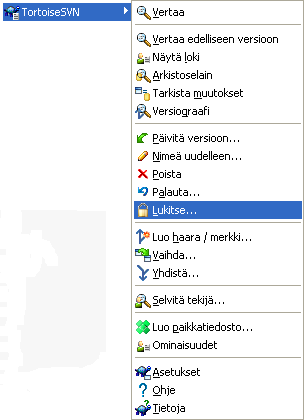 TortoiseSVN
Vertaa
Vertaa edelliseen versioon
Näytä loki
Arkistoselain
Tarkista muutokset
Versiograafi
Päivitä versioon...
Nimeä uudelleen...
Poista
Palauta...
Lukitse...
Luo haara / merkki...
Vaihda...
Yhdistä...
Selvitä tekijä...
Luo paikkatiedosto...
Ominaisuudet
Asetukset
Ohje
Tietoja